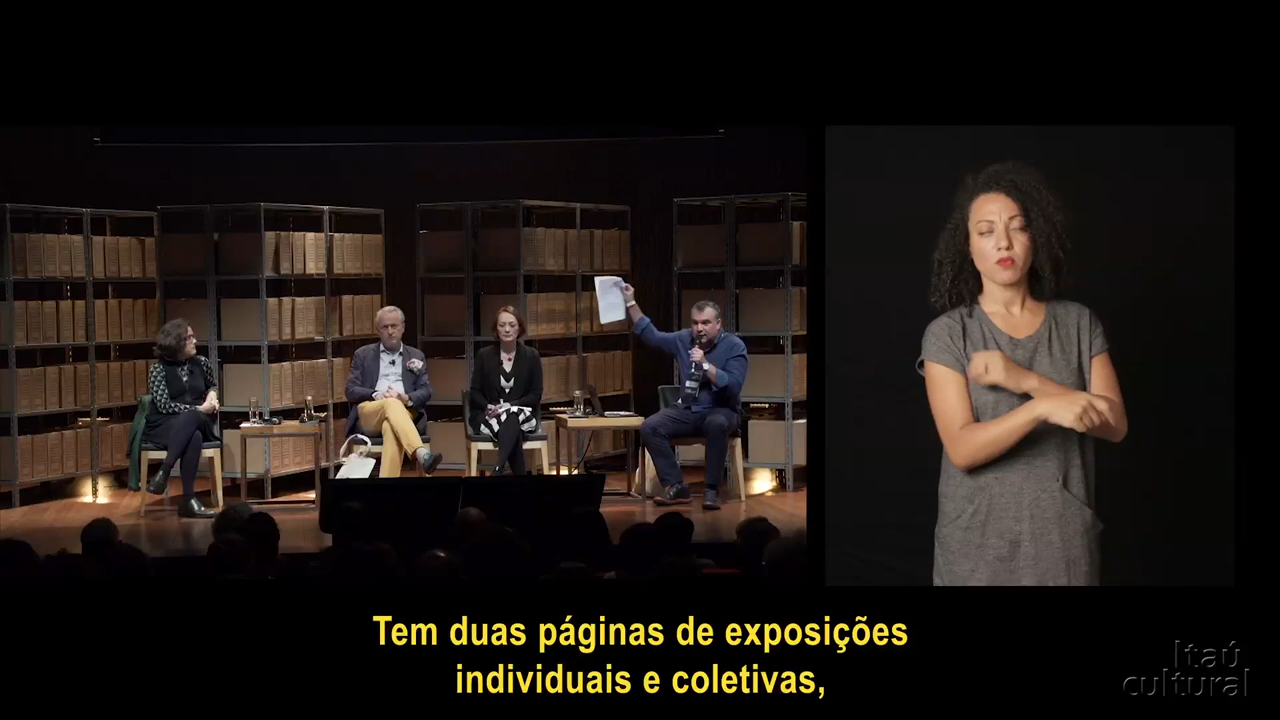 Tem duas páginas de exposições
individuais e coletivas,
Itaú
cultural